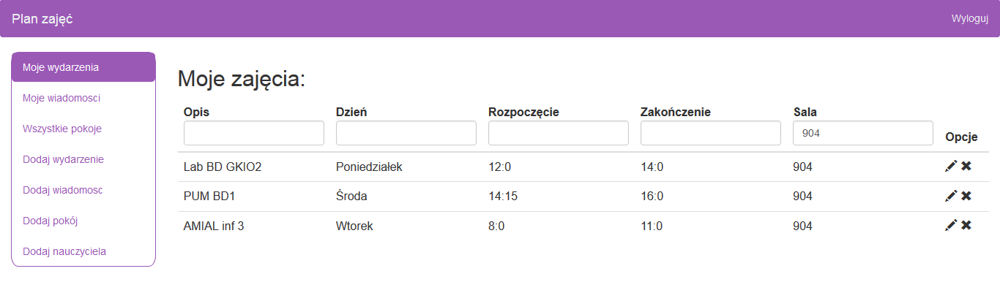 Plan zajęć Wyloguj
Moje wydarzenia
Moje wiadomosci
Wszystkie pokoje
Dodaj wydarzenie
Dodaj wiadomosc
Dodaj pokój
Dodaj nauczyciela
Moje zajęcia:
Opis Dzień Rozpoczęcie Zakończenie Sala
904
Opcje
Lab BD GKIO2 Poniedziałek 12:0 14:0 904
PUM BD1 Środa 14:15 16:0 904
AMIAL inf 3 Wtorek 8:0 11:0 904